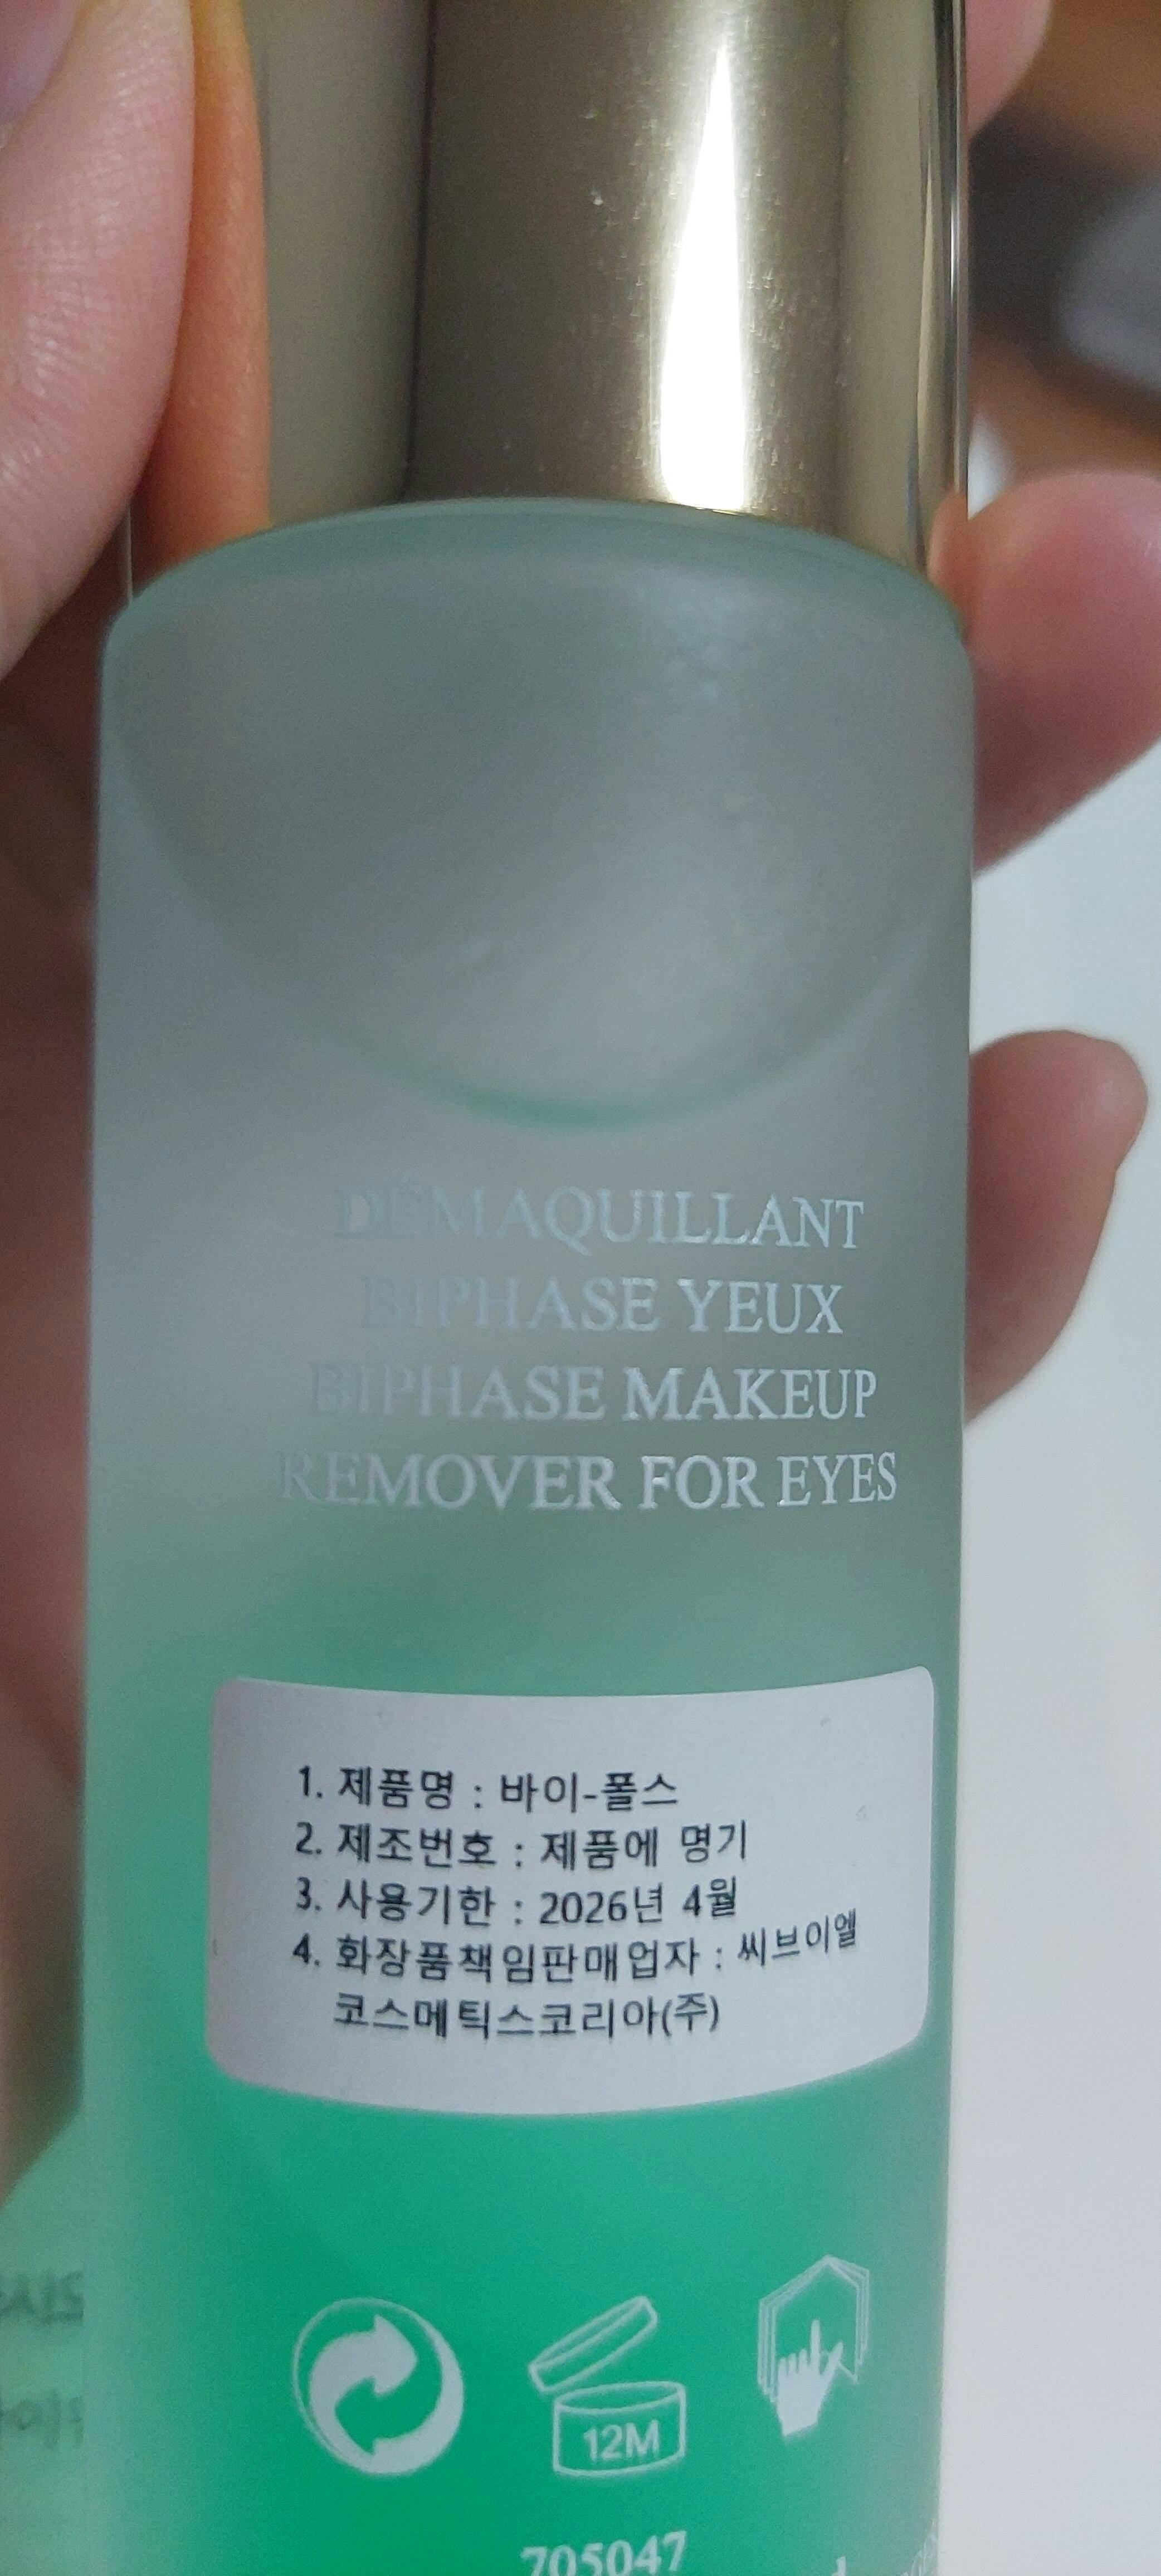 DÉMAQUILLANT
BIPHASE YEUX
BIPHASE MAKEUP
REMOVER FOR EYES
1. 제품명 : 바이-폴스
2. 제조번호 : 제품에 명기
3. 사용기한 : 2026년 4월
4. 화장품책임판매업자 : 씨브이엘
코스메틱스코리아(주)
12M
705047